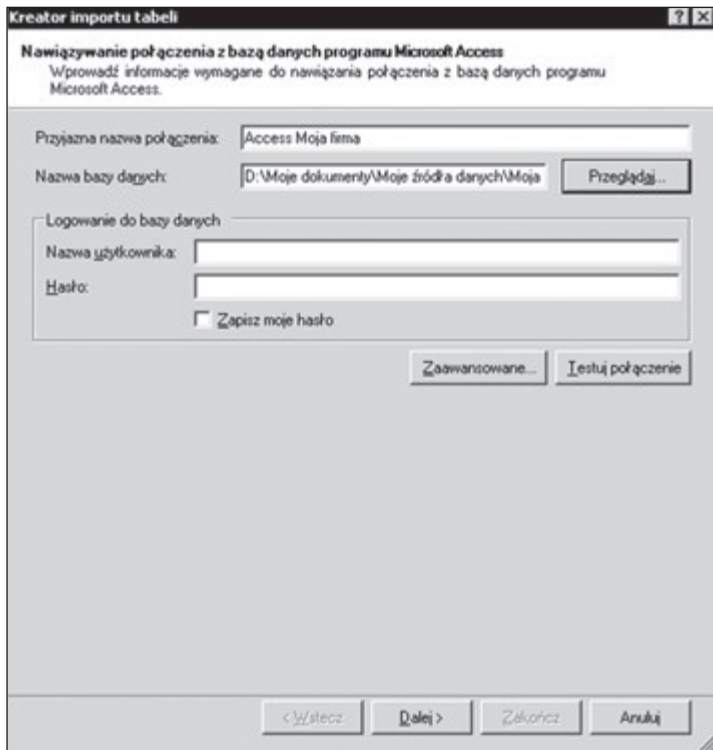 Kreator importu tabeli
Nawiązywanie połączenia z bazą danych programu Microsoft Access
Wprowadź informacje wymagane do nawiązania połączenia z bazą danych programu
Microsoft Access.
Przyjazna nazwa połączenia: Access Moja firma
Nazwa bazy danych: D:\Moje dokumenty\Moje źródła danych\Moja Przeglądaj...
Logowanie do bazy danych
Nazwa użytkownika:
Hasło:
Zapisz moje hasło
Zaawansowane... Testuj połączenie
< Wstecz Dalej > Zakończ Anuluj